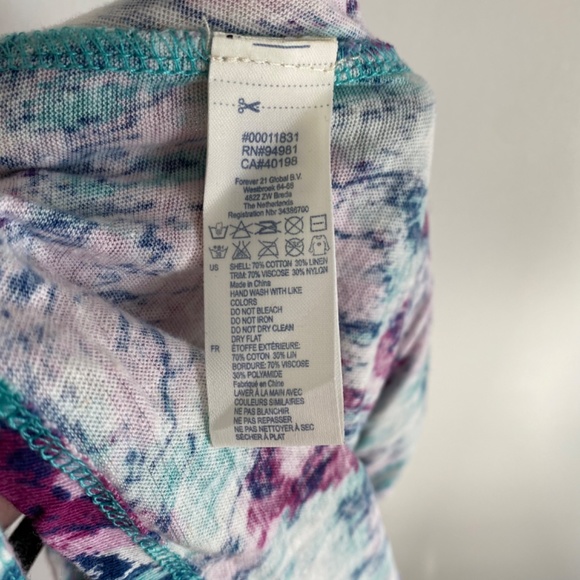 #00011831
RN#94981
CA#40198
Forever 21 Global B.V.
Westbroek 64-65
4822 ZW Breda
The Netherlands
Registration Nbr 34355700
US SHELL: 70% COTTON 30% LINEN
TRIM: 70% VISCOSE 30% NYLON
Made in China
HAND WASH WITH LIKE
COLORS
DO NOT BLEACH
DO NOT IRON
DO NOT DRY CLEAN
DRY FLAT
FR ÉTOFFE EXTÉRIEURE:
70% COTON 30% LIN
BORDURE: 70% VISCOSE
30% POLYAMIDE
Fabriqué en Chine
LAVER À LA MAIN AVEC
COULEURS SIMILAIRES
NE PAS BLANCHIR
NE PAS REPASSER
NE PAS NETTOYER À SEC
SÉCHER À PLAT